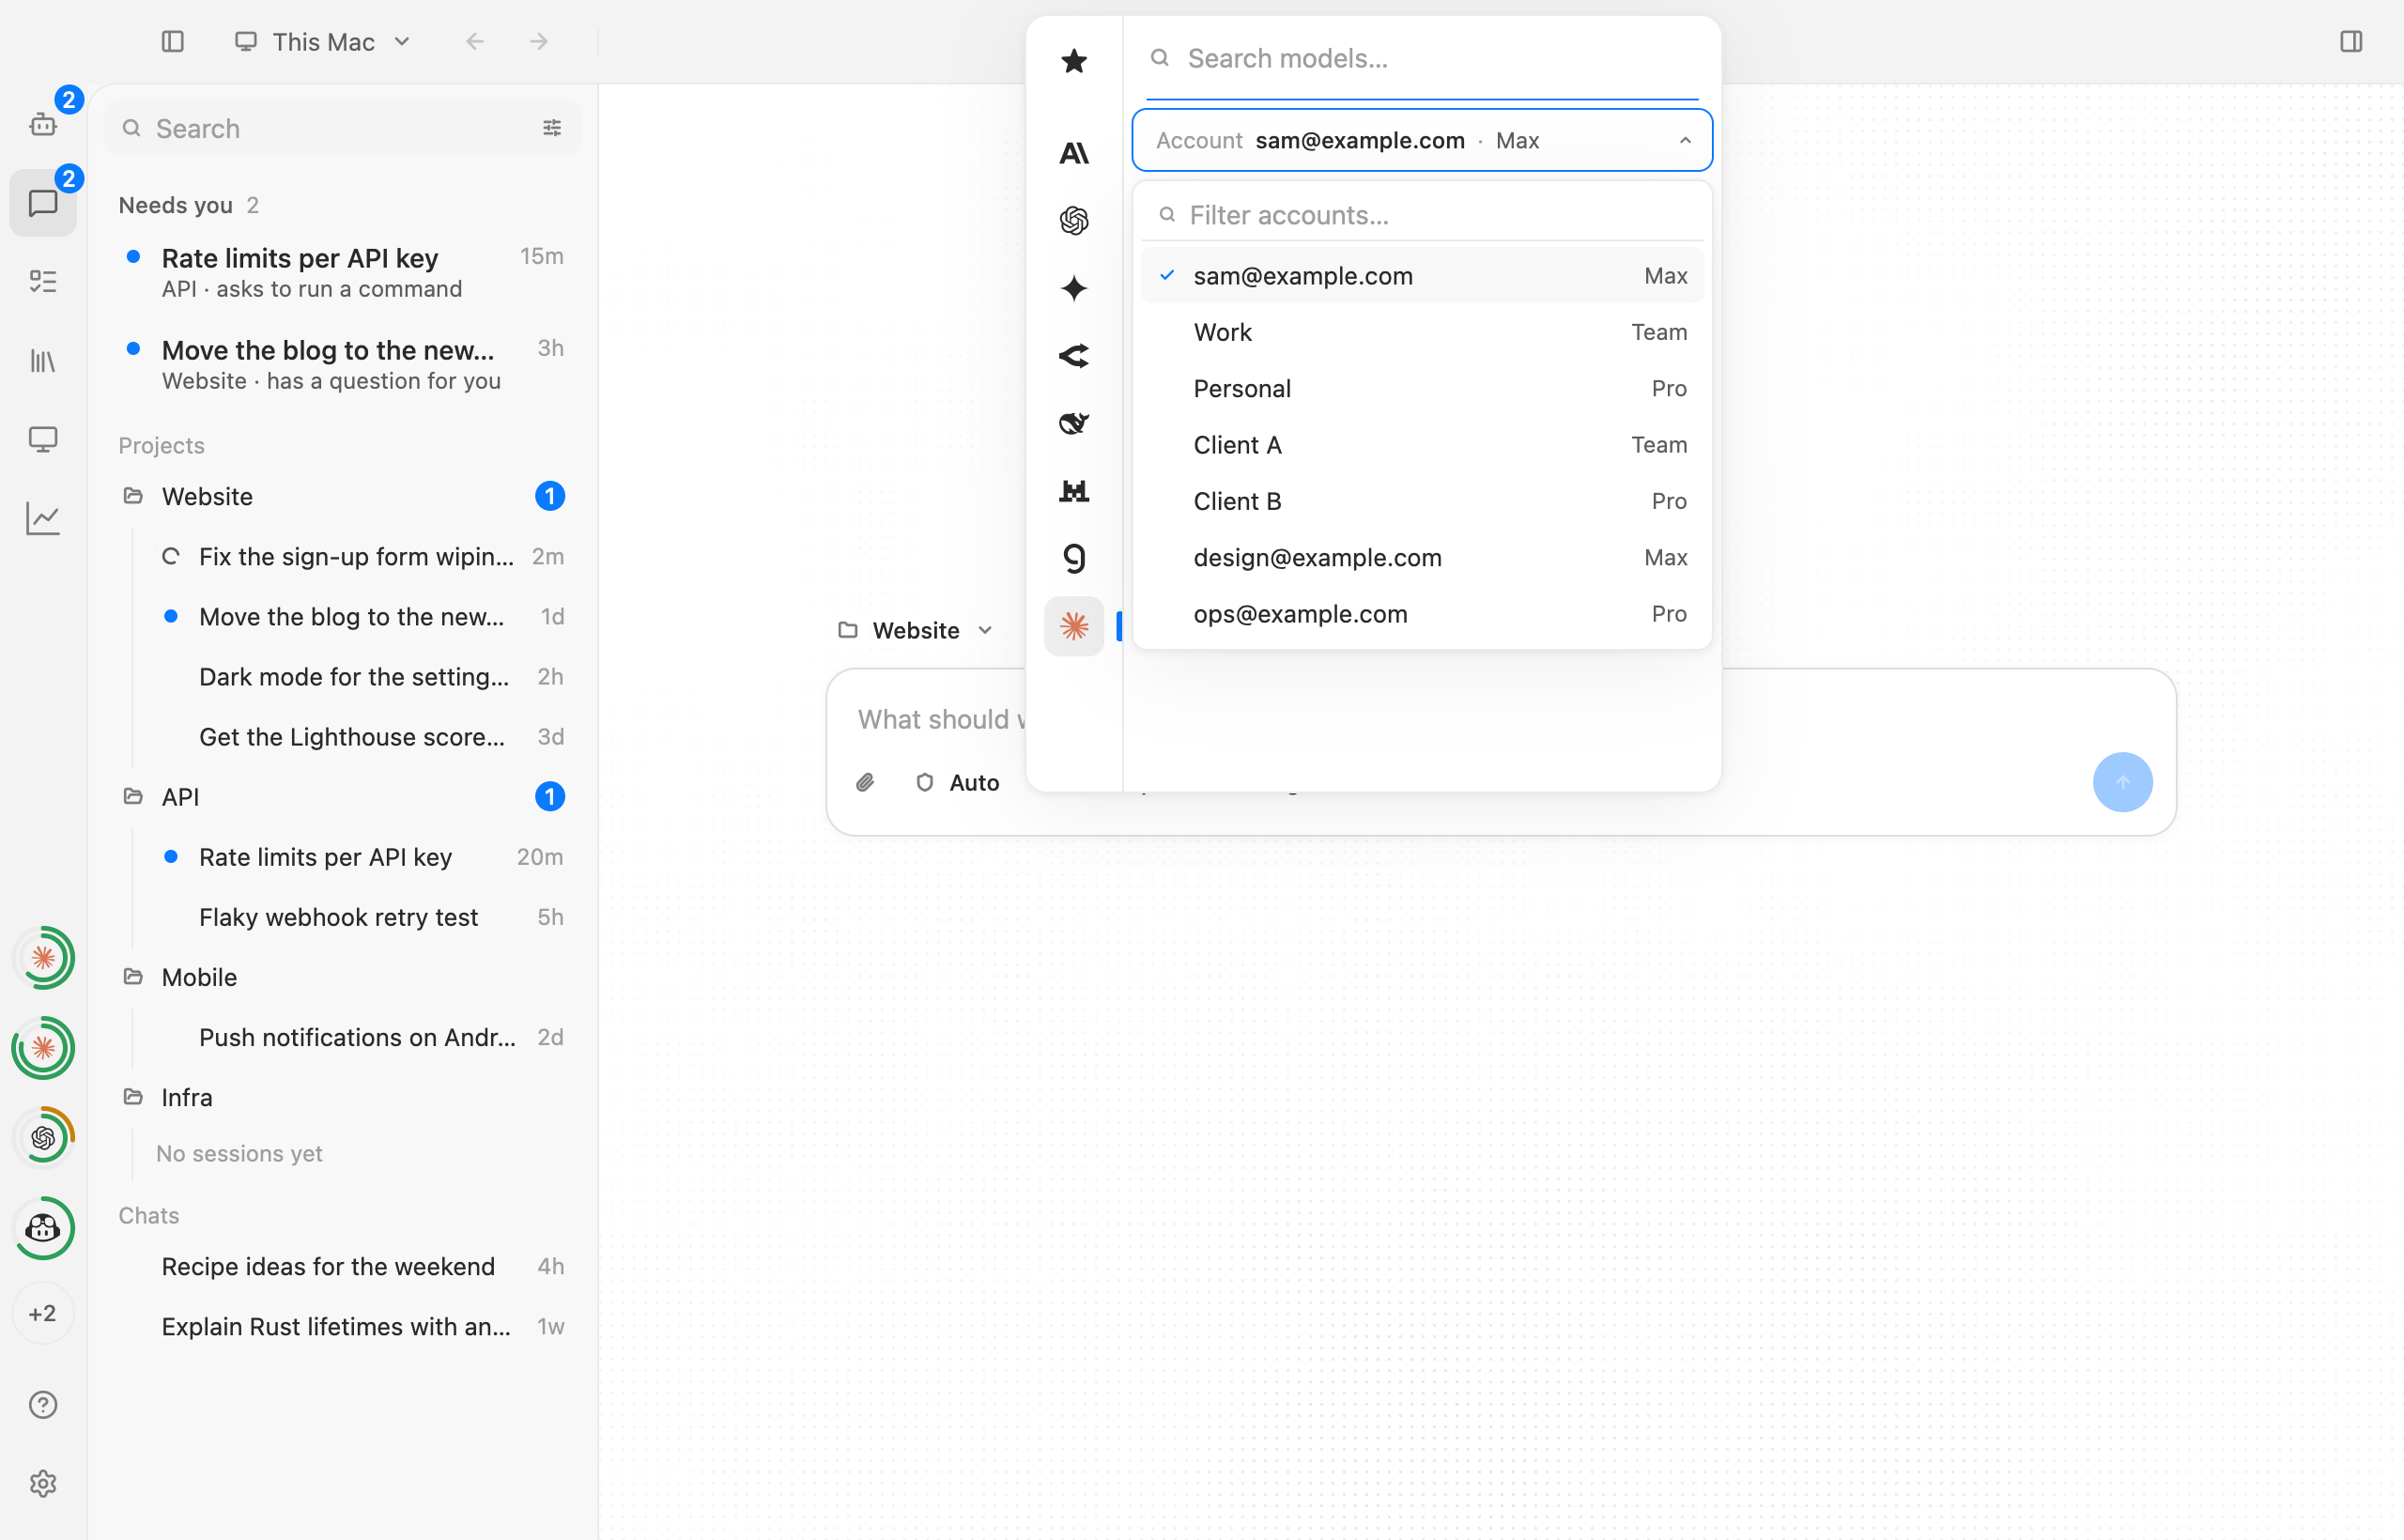 This Mac
2
2
Search
Needs you 2
Rate limits per API key 15m
API · asks to run a command
Move the blog to the new... 3h
Website · has a question for you
Projects
Website 1
Fix the sign-up form wipin... 2m
Move the blog to the new... 1d
Dark mode for the setting... 2h
Get the Lighthouse score... 3d
API 1
Rate limits per API key 20m
Flaky webhook retry test 5h
Mobile
Push notifications on Andr... 2d
Infra
No sessions yet
Chats
Recipe ideas for the weekend 4h
Explain Rust lifetimes with an... 1w
+2
Search models...
Account sam@example.com · Max
Filter accounts...
sam@example.com Max
Work Team
Personal Pro
Client A Team
Client B Pro
design@example.com Max
ops@example.com Pro
Website
What should
Auto